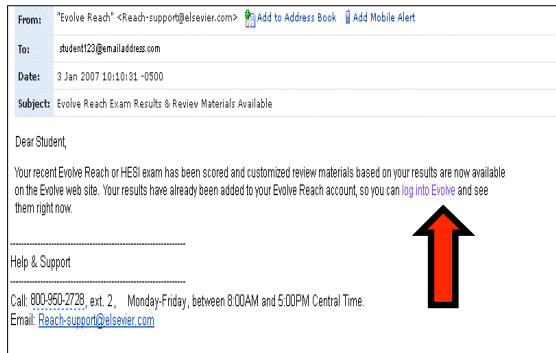 From: "Evolve Reach" <Reach-support@elsevier.com> Add to Address Book Add Mobile Alert
To: student123@emailaddress.com
Date: 3 Jan 2007 10:10:31 -0500
Subject: Evolve Reach Exam Results & Review Materials Available
Dear Student,
Your recent Evolve Reach or HESI exam has been scored and customized review materials based on your results are now available
on the Evolve web site. Your results have already been added to your Evolve Reach account, so you can log into Evolve and see
them right now.
--------------------------------------------------
Help & Support
--------------------------------------------------
Call: 800-950-2728, ext. 2, Monday-Friday, between 8:00AM and 5:00PM Central Time.
Email: Reach-support@elsevier.com